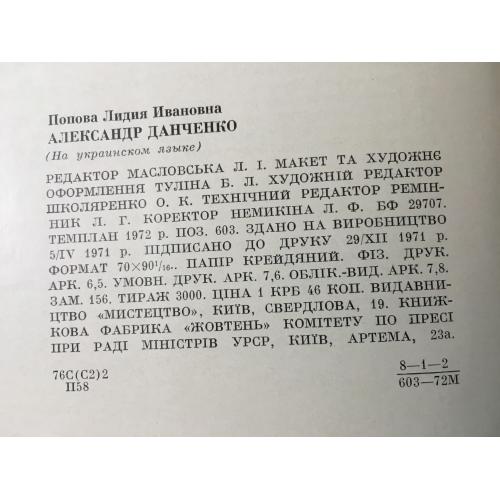 Попова Лидия Ивановна
АЛЕКСАНДР ДАНЧЕНКО
(На украинском языке)
РЕДАКТОР МАСЛОВСЬКА Л. І. МАКЕТ ТА ХУДОЖНЄ
ОФОРМЛЕННЯ ТУЛІНА Б. Л. ХУДОЖНІЙ РЕДАКТОР
ШКОЛЯРЕНКО О. К. ТЕХНІЧНИЙ РЕДАКТОР РЕМІН-
НИК Л. Г. КОРЕКТОР НЕМИКІНА Л. Ф. БФ 29707.
ТЕМПЛАН 1972 р. ПОЗ. 603. ЗДАНО НА ВИРОБНИЦТВО
5/IV 1971 р. ПІДПИСАНО ДО ДРУКУ 29/XII 1971 р.
ФОРМАТ 70×90¹/₁₆.. ПАПІР КРЕЙДЯНИЙ. ФІЗ. ДРУК.
АРК. 6,5. УМОВН. ДРУК. АРК. 7,6. ОБЛІК.-ВИД. АРК. 7,8.
ЗАМ. 156. ТИРАЖ 3000. ЦІНА 1 КРБ 46 КОП. ВИДАВНИ-
ЦТВО «МИСТЕЦТВО», КИЇВ, СВЕРДЛОВА, 19. КНИЖ-
КОВА ФАБРИКА «ЖОВТЕНЬ» КОМІТЕТУ ПО ПРЕСІ
ПРИ РАДІ МІНІСТРІВ УРСР, КИЇВ, АРТЕМА, 23а.
76С(С2)2
П58
8—1—2
603—72М